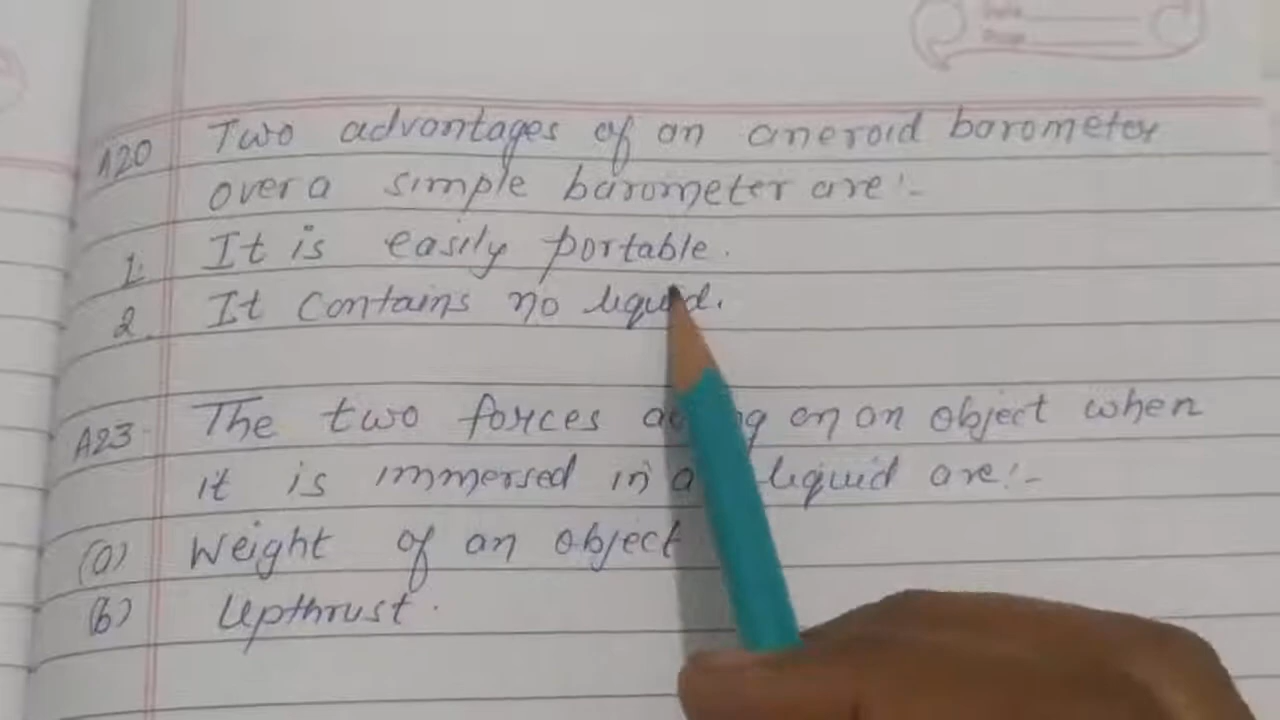 A20 Two advantages of an aneroid barometer
over a simple barometer are:-
1. It is easily portable.
2. It contains no liquid.
A23 The two forces on an object when
it is immersed in a liquid are:-
(a) Weight of an object
(b) Upthrust.